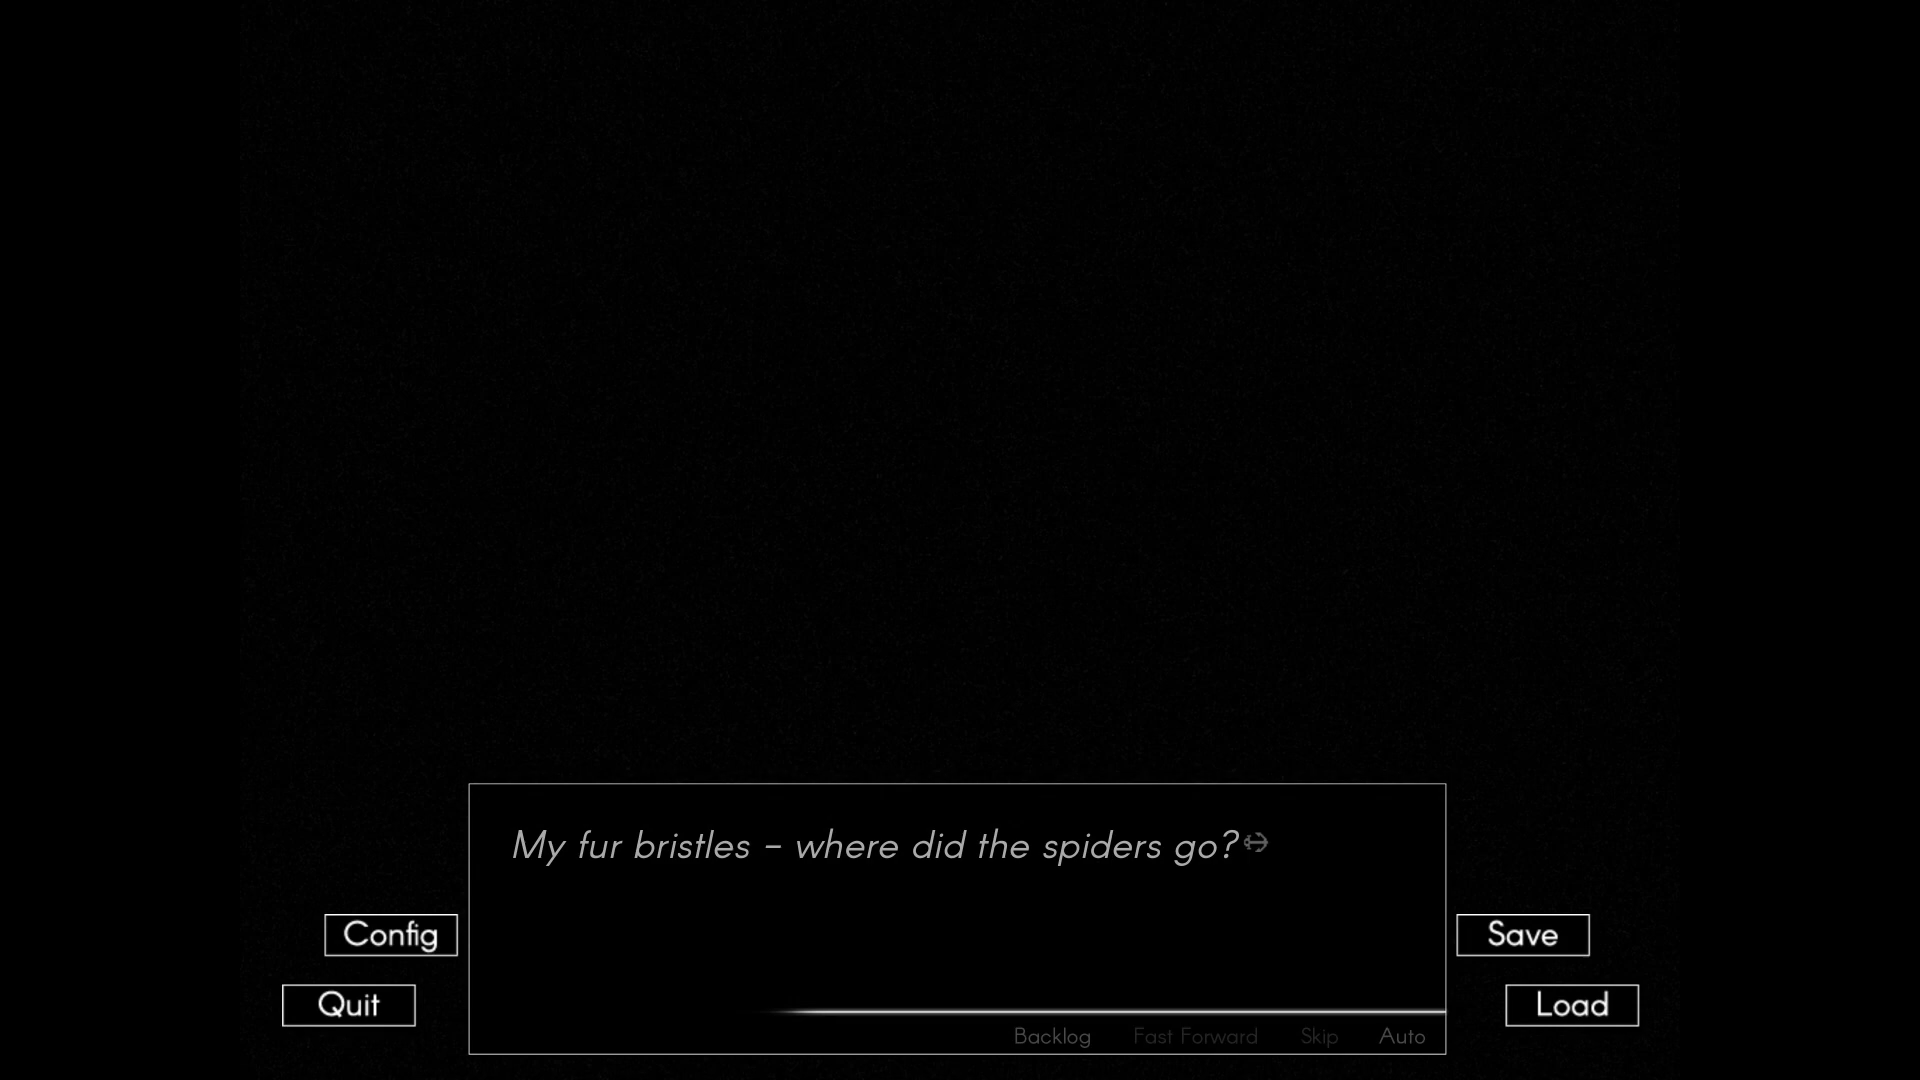 My fur bristles – where did the spiders go?
Config
Save
Quit
Load
Backlog Fast Forward Skip Auto